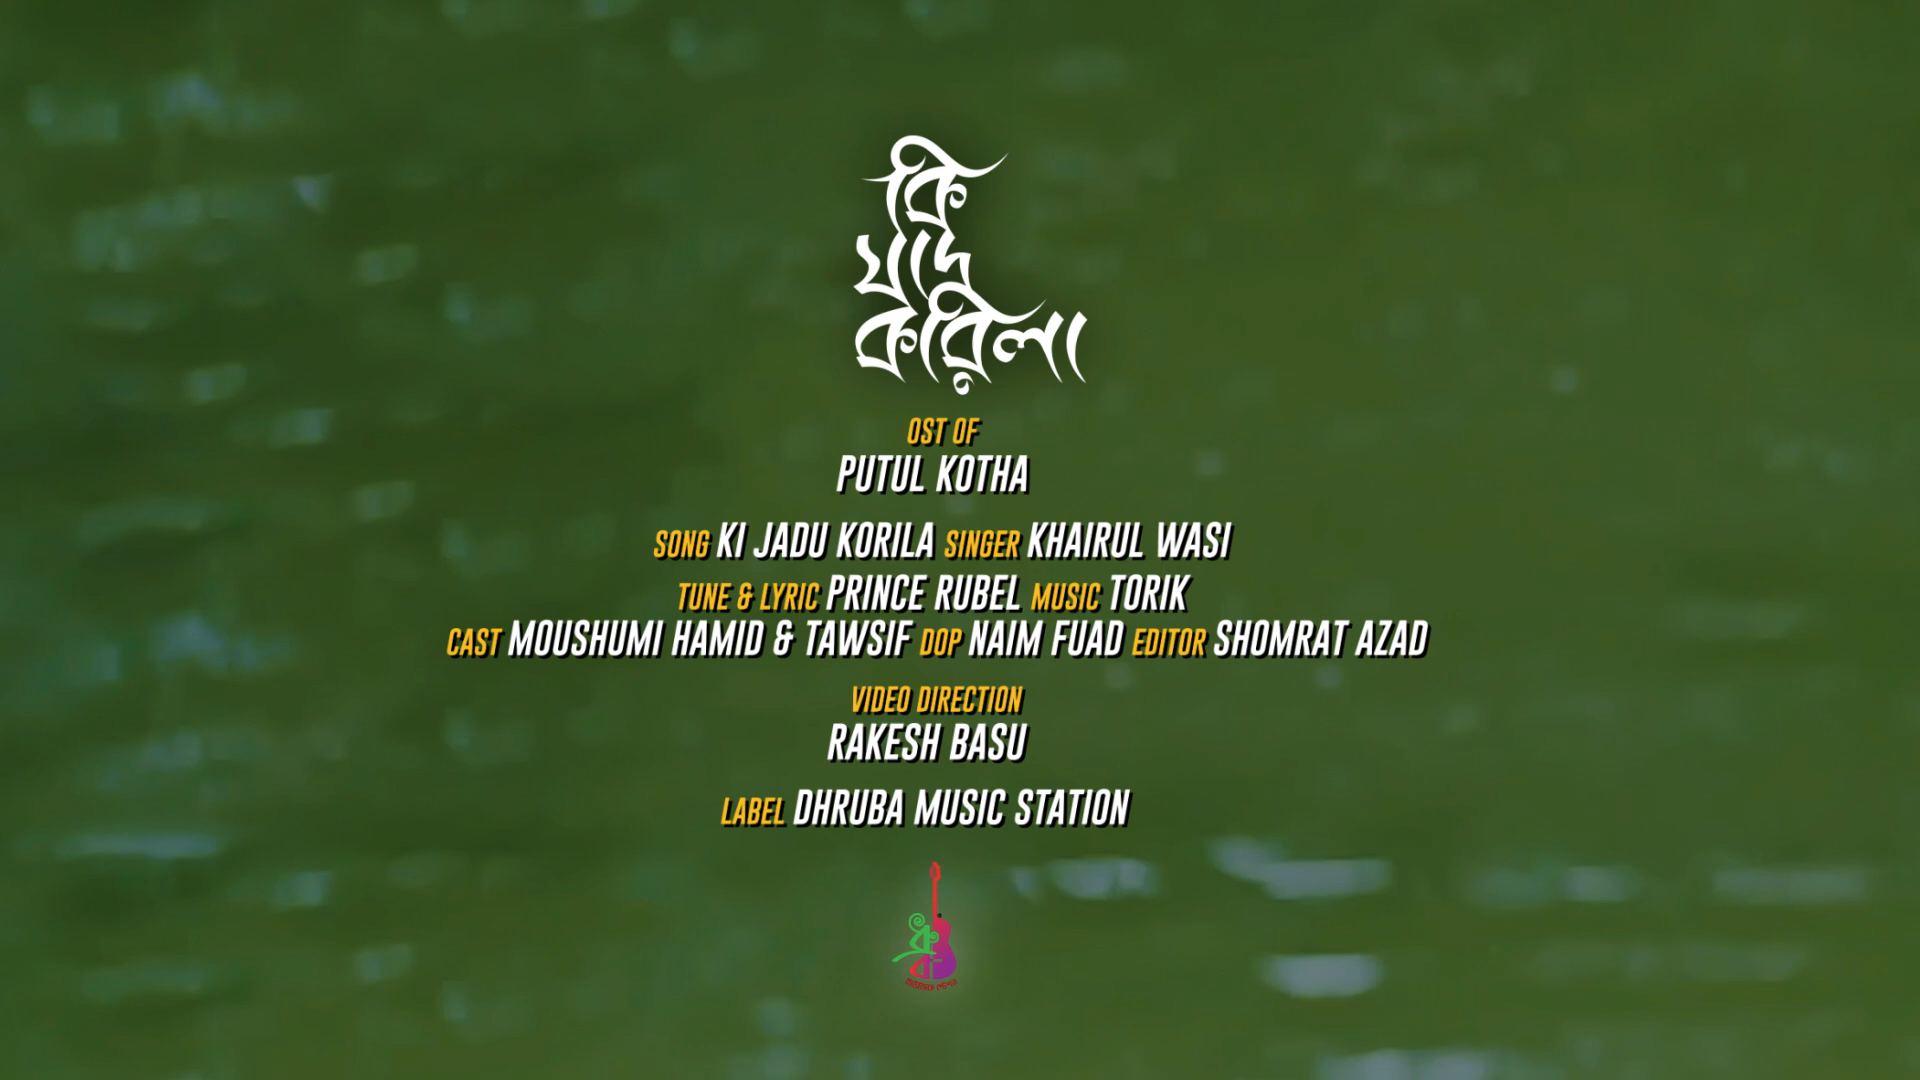 কি
যাদু
করিলা
OST OF
PUTUL KOTHA
SONG KI JADU KORILA SINGER KHAIRUL WASI
TUNE & LYRIC PRINCE RUBEL MUSIC TORIK
CAST MOUSHUMI HAMID & TAWSIF DOP NAIM FUAD EDITOR SHOMRAT AZAD
VIDEO DIRECTION
RAKESH BASU
LABEL DHRUBA MUSIC STATION